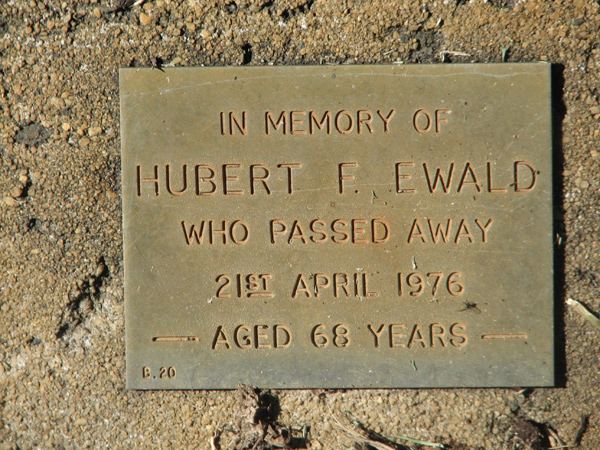 IN MEMORY OF
HUBERT F. EWALD
WHO PASSED AWAY
21ST APRIL 1976
— AGED 68 YEARS —
B.20